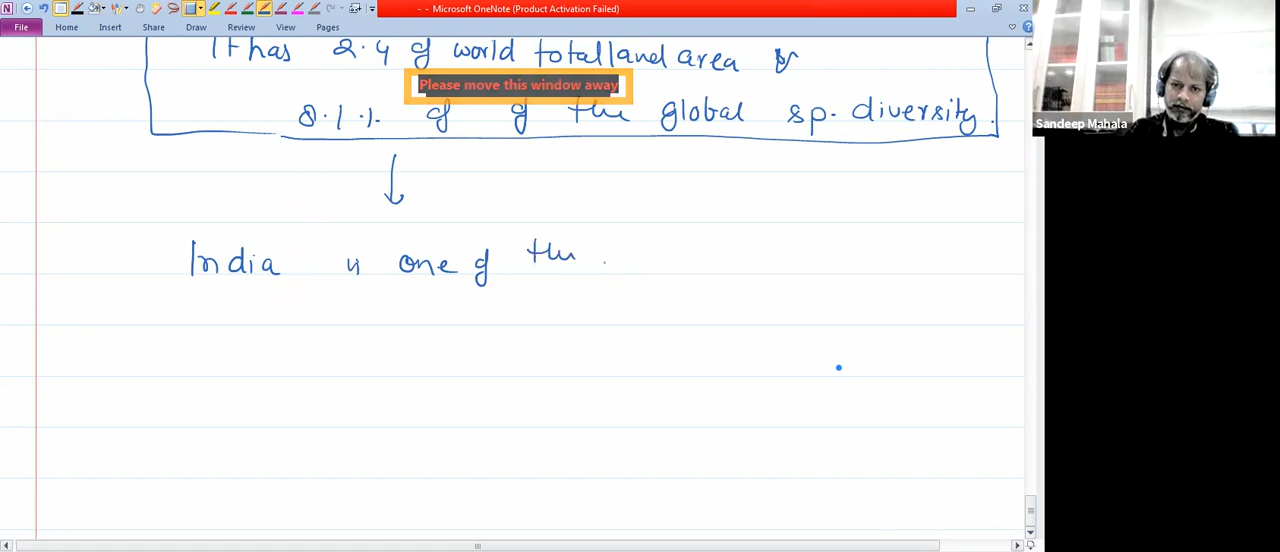 - - Microsoft OneNote (Product Activation Failed)
File Home Insert Share Draw Review View Pages
It has 2.4 of world total land area &
Please move this window away
8.1 % of of the global sp. diversity.
Sandeep Mahala
India is one of the